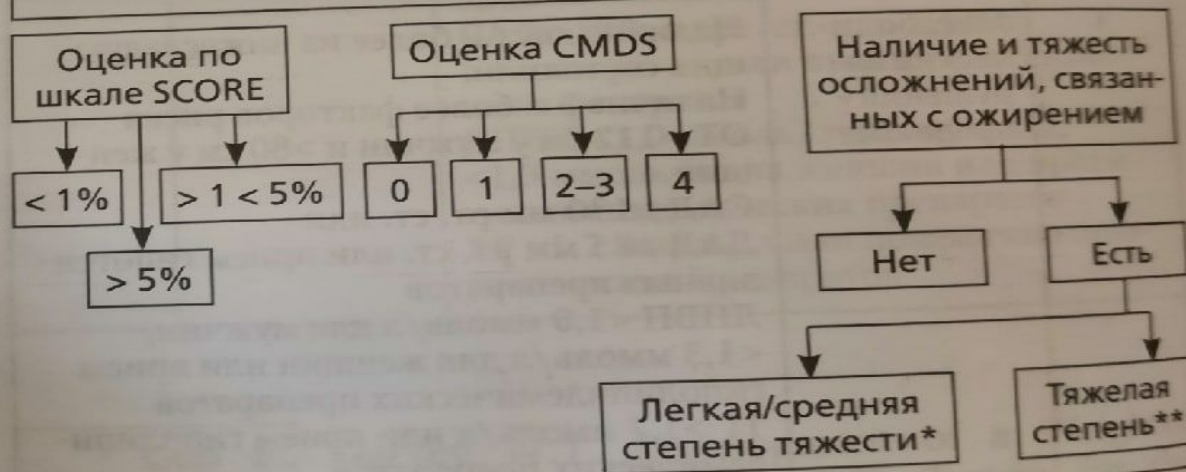 Оценка по
шкале SCORE
< 1%
> 1 < 5%
> 5%
Оценка CMDS
0
1
2–3
4
Наличие и тяжесть
осложнений, связан-
ных с ожирением
Нет
Есть
Легкая/средняя
степень тяжести*
Тяжелая
степень**